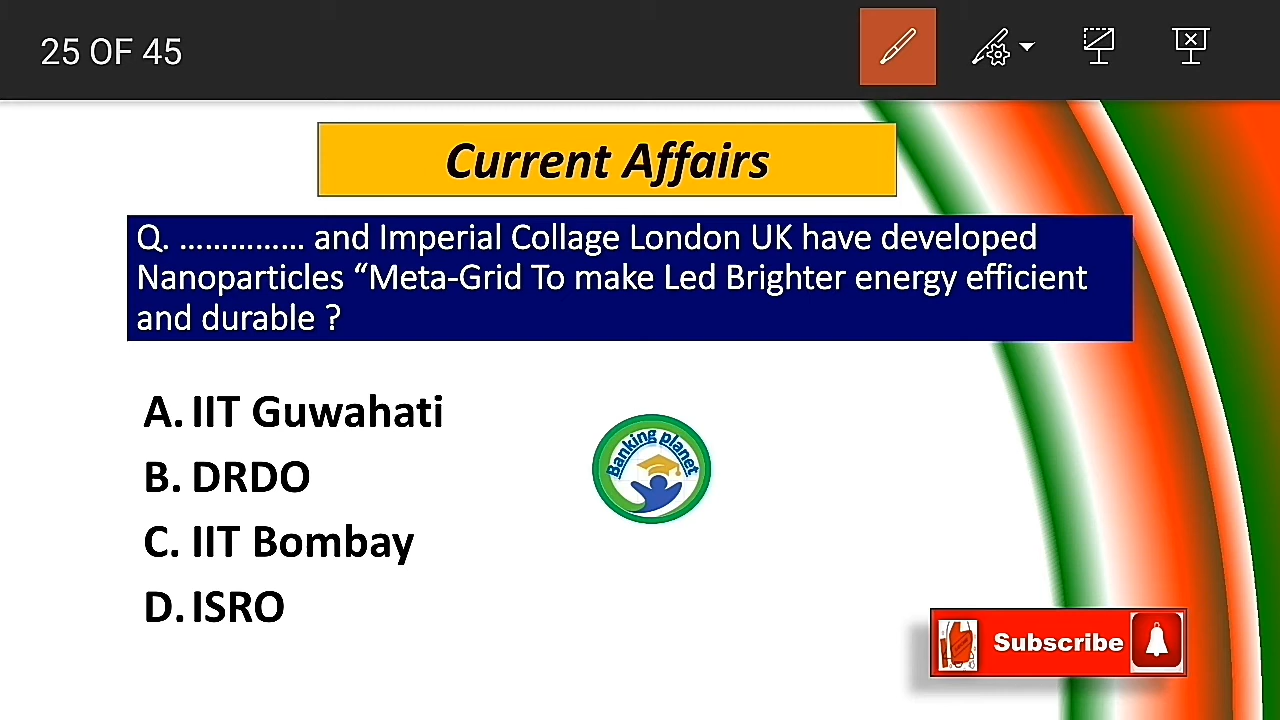 25 OF 45
Current Affairs
Q. …………… and Imperial Collage London UK have developed
Nanoparticles “Meta-Grid To make Led Brighter energy efficient
and durable ?
A. IIT Guwahati
B. DRDO
C. IIT Bombay
D. ISRO
Banking planet
Subscribe